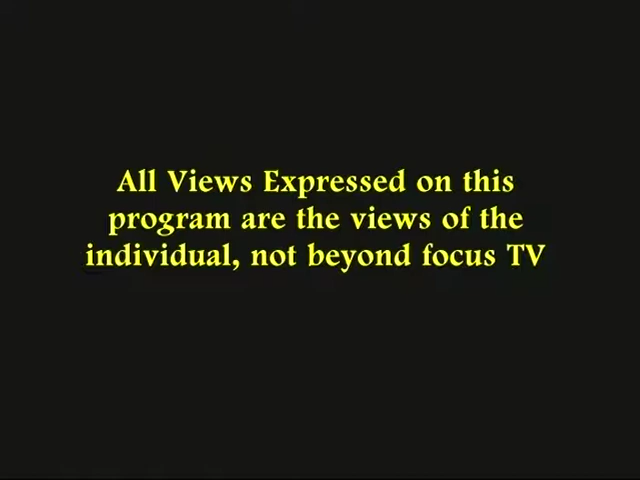 All Views Expressed on this
program are the views of the
individual, not beyond focus TV